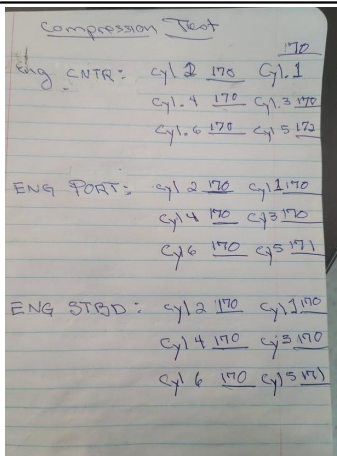 Compression Test
170
Eng CNTR: Cyl 2 170 Cyl. 1
Cyl. 4 170 Cyl. 3 170
Cyl. 6 170 Cyl 5 172
ENG PORT: Cyl 2 170 Cyl 1 170
Cyl 4 170 Cyl 3 170
Cyl 6 170 Cyl 5 171
ENG STBD: Cyl 2 170 Cyl 1 170
Cyl 4 170 Cyl 3 170
Cyl 6 170 Cyl 5 171